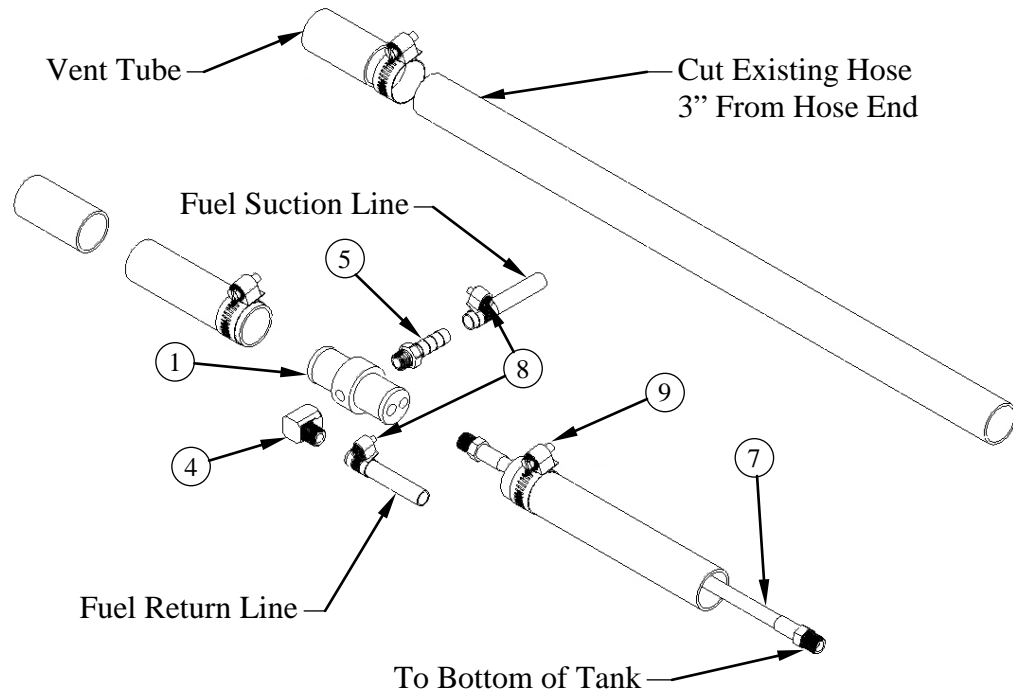 Vent Tube
Cut Existing Hose
3” From Hose End
Fuel Suction Line
5
1
8
9
4
7
Fuel Return Line
To Bottom of Tank